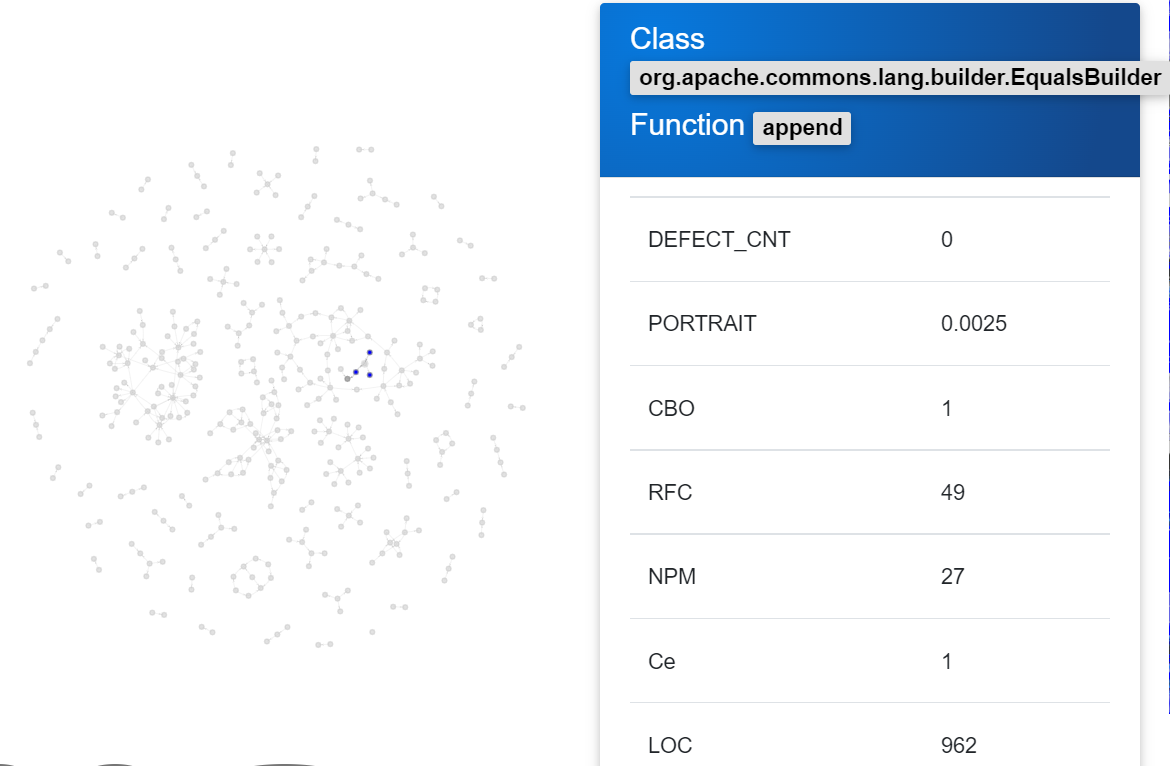 Class
org.apache.commons.lang.builder.EqualsBuilder
Function append
DEFECT_CNT 0
PORTRAIT 0.0025
CBO 1
RFC 49
NPM 27
Ce 1
LOC 962